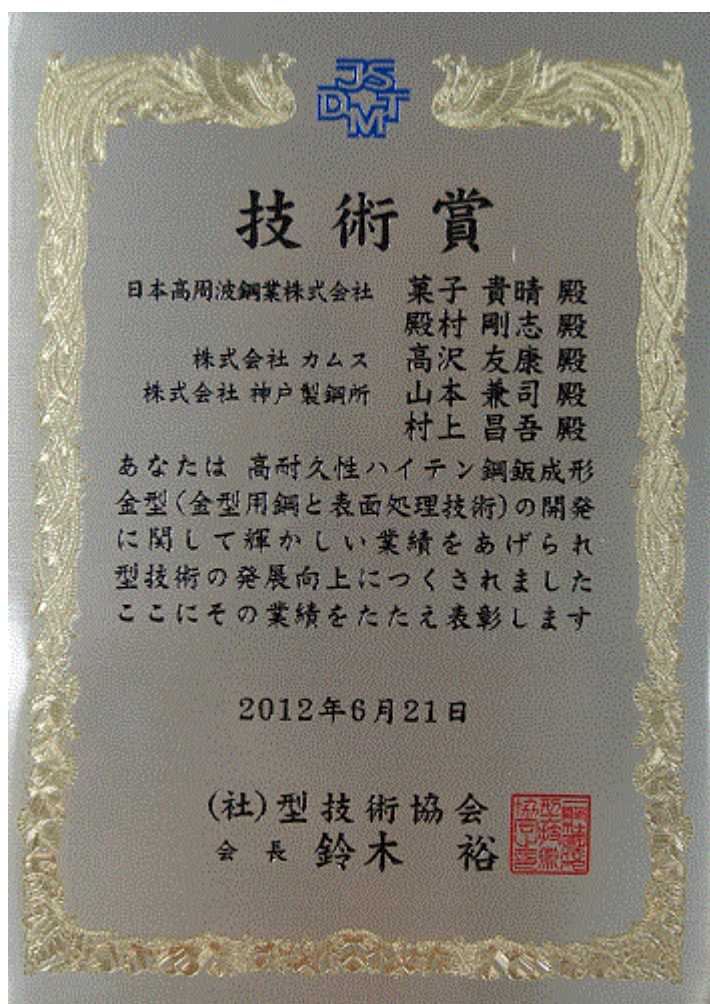 JS
DMT
技術賞
日本高周波鋼業株式会社 菓子 貴晴 殿
殿村 剛志 殿
株式会社 カムス 高沢 友康 殿
株式会社 神戸製鋼所 山本 兼司 殿
村上 昌吾 殿
あなたは 高耐久性ハイテン鋼鈑成形
金型(金型用鋼と表面処理技術)の開発
に関して輝かしい業績をあげられ
型技術の発展向上につくされました
ここにその業績をたたえ表彰します
2012年6月21日
(社)型技術協会
会長 鈴木 裕